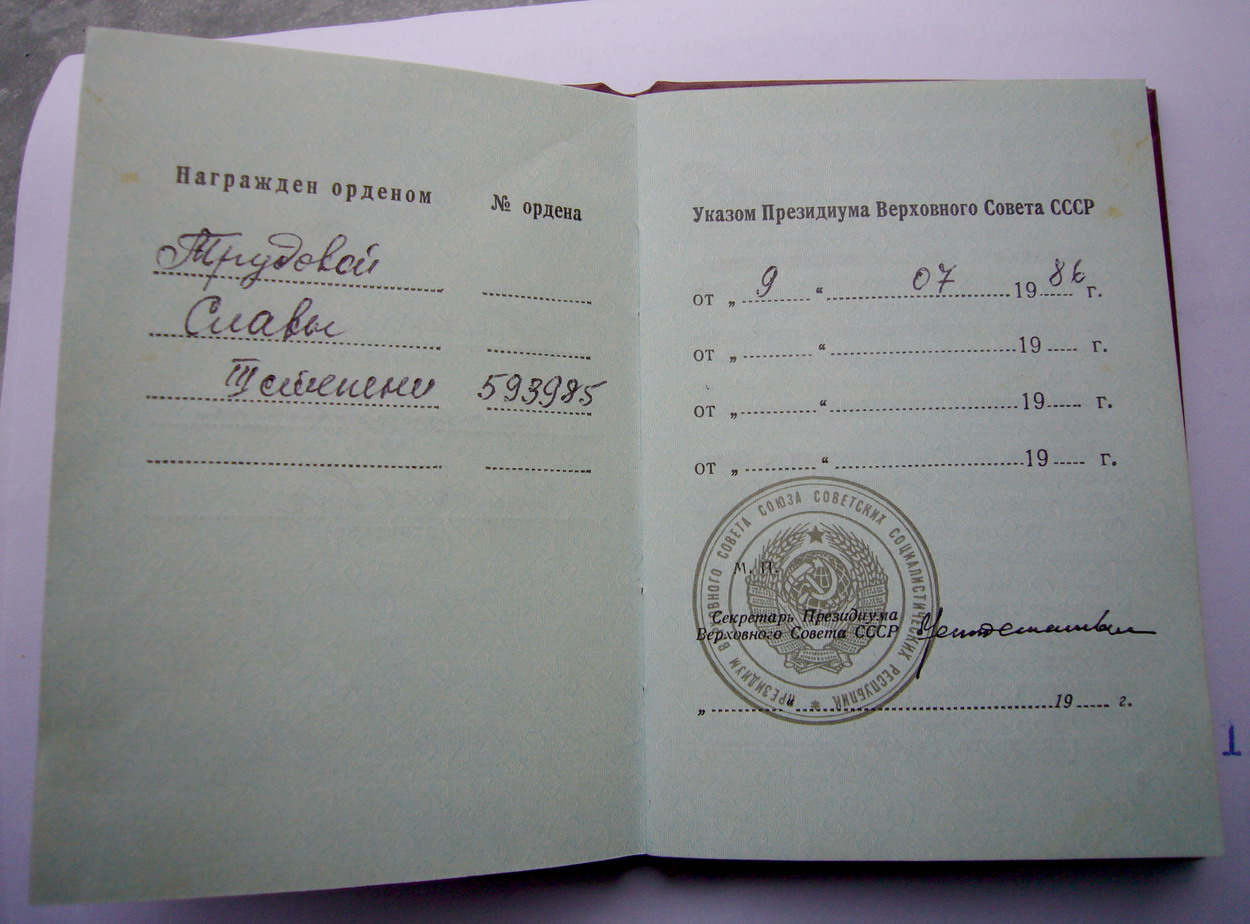 Награжден орденом
№ ордена
Трудовой
Славы
III степени 593985
Указом Президиума Верховного Совета СССР
от „ 9 “ 07 19 86 г.
от „ “ 19 г.
от „ “ 19 г.
от „ “ 19 г.
ПРЕЗИДИУМ ВЕРХОВНОГО СОВЕТА СОЮЗА СОВЕТСКИХ СОЦИАЛИСТИЧЕСКИХ РЕСПУБЛИК *
М. П.
Секретарь Президиума
Верховного Совета СССР
„ “ 19 г.